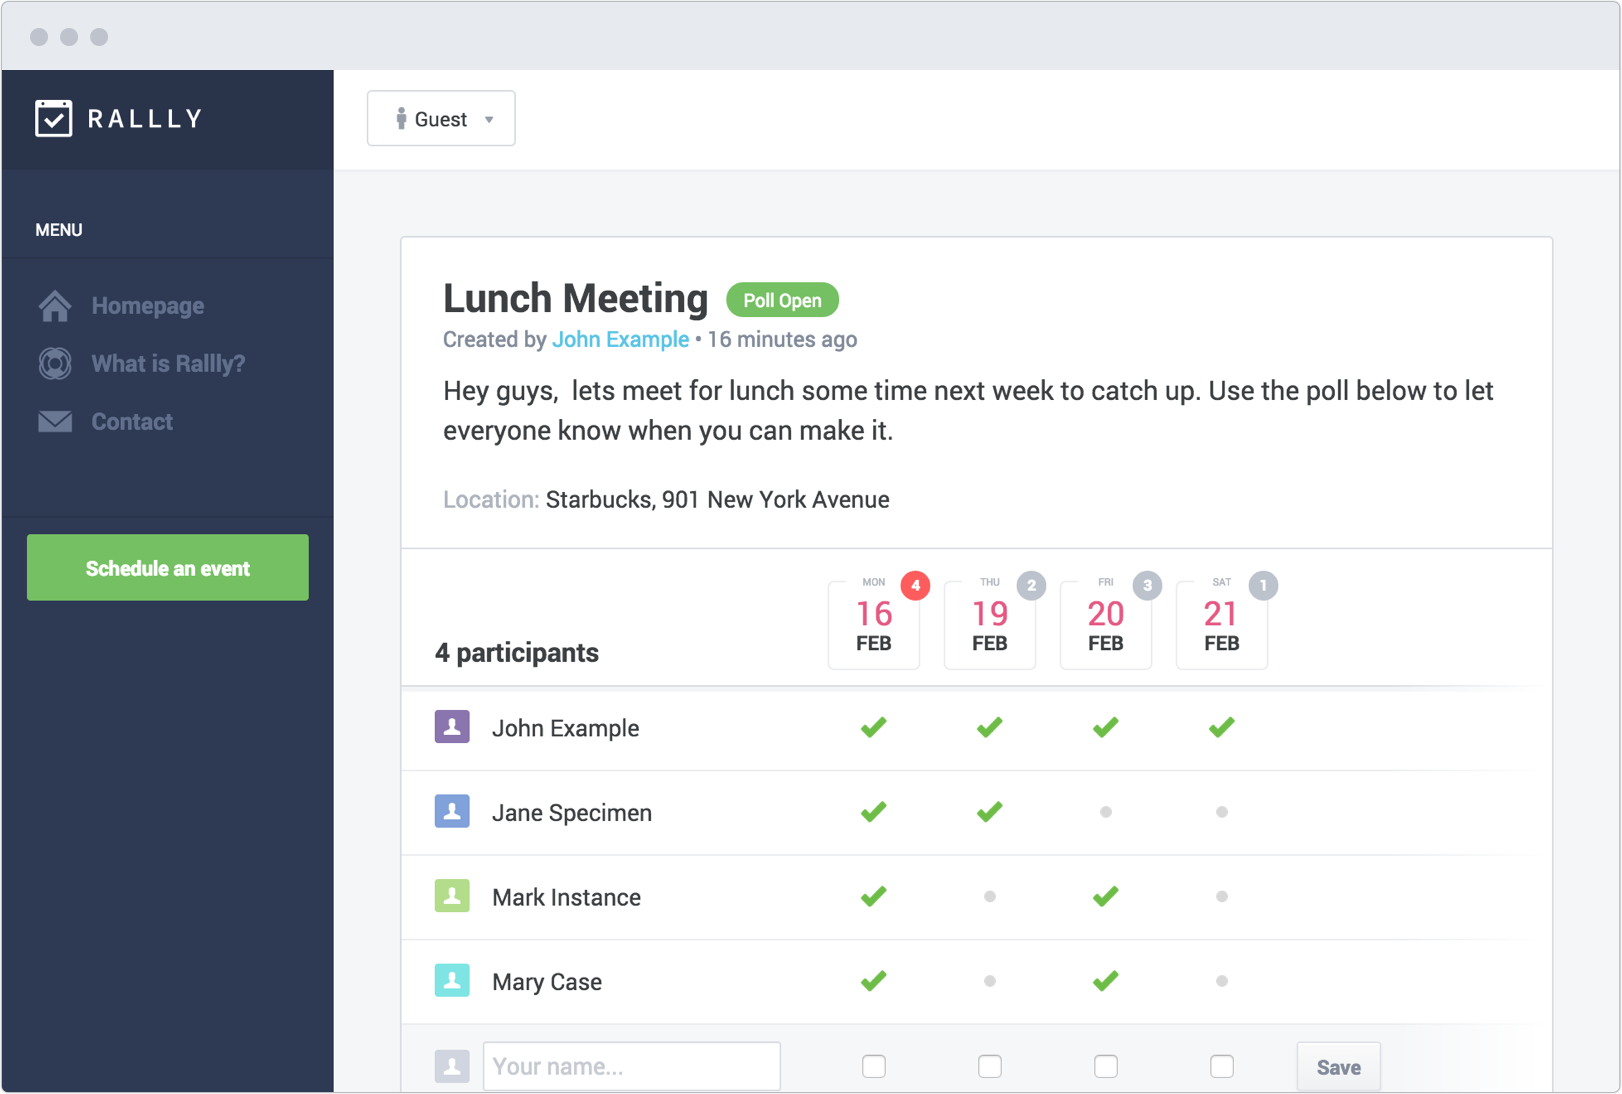 RALLLY
Guest
MENU
Homepage
What is Rallly?
Contact
Schedule an event
Lunch Meeting Poll Open
Created by John Example • 16 minutes ago
Hey guys,  lets meet for lunch some time next week to catch up. Use the poll below to let
everyone know when you can make it.
Location: Starbucks, 901 New York Avenue
MON 4 THU 2 FRI 3 SAT 1
16 19 20 21
FEB FEB FEB FEB
4 participants
John Example
Jane Specimen
Mark Instance
Mary Case
Your name... Save